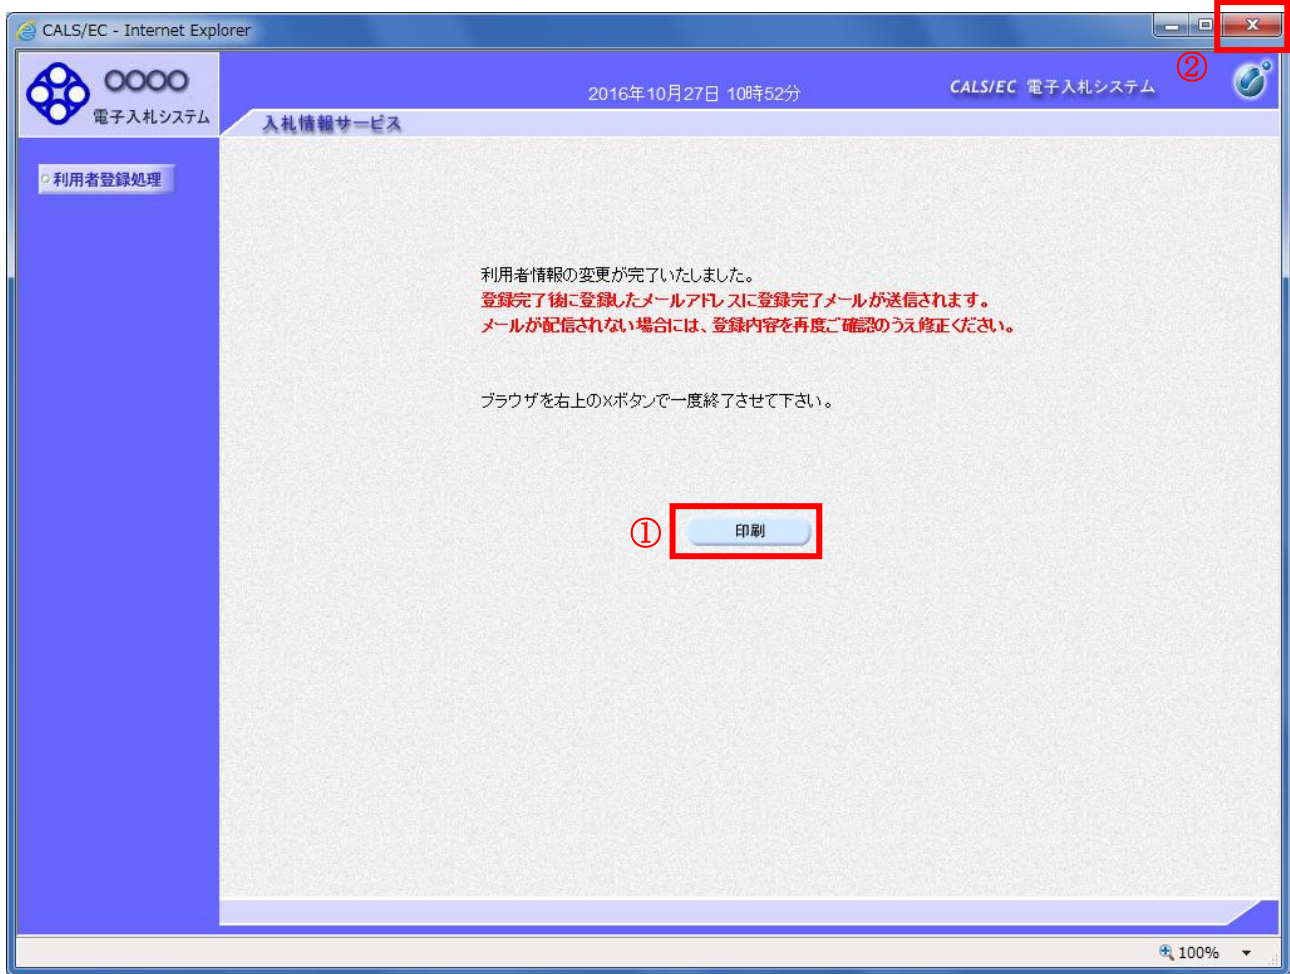 CALS/EC - Internet Explorer
②
〇〇〇〇
電子入札システム
2016年10月27日 10時52分
CALS/EC 電子入札システム
入札情報サービス
利用者登録処理
利用者情報の変更が完了いたしました。
登録完了後に登録したメールアドレスに登録完了メールが送信されます。
メールが配信されない場合には、登録内容を再度ご確認のうえ修正ください。
ブラウザを右上の×ボタンで一度終了させて下さい。
①
印刷
100%